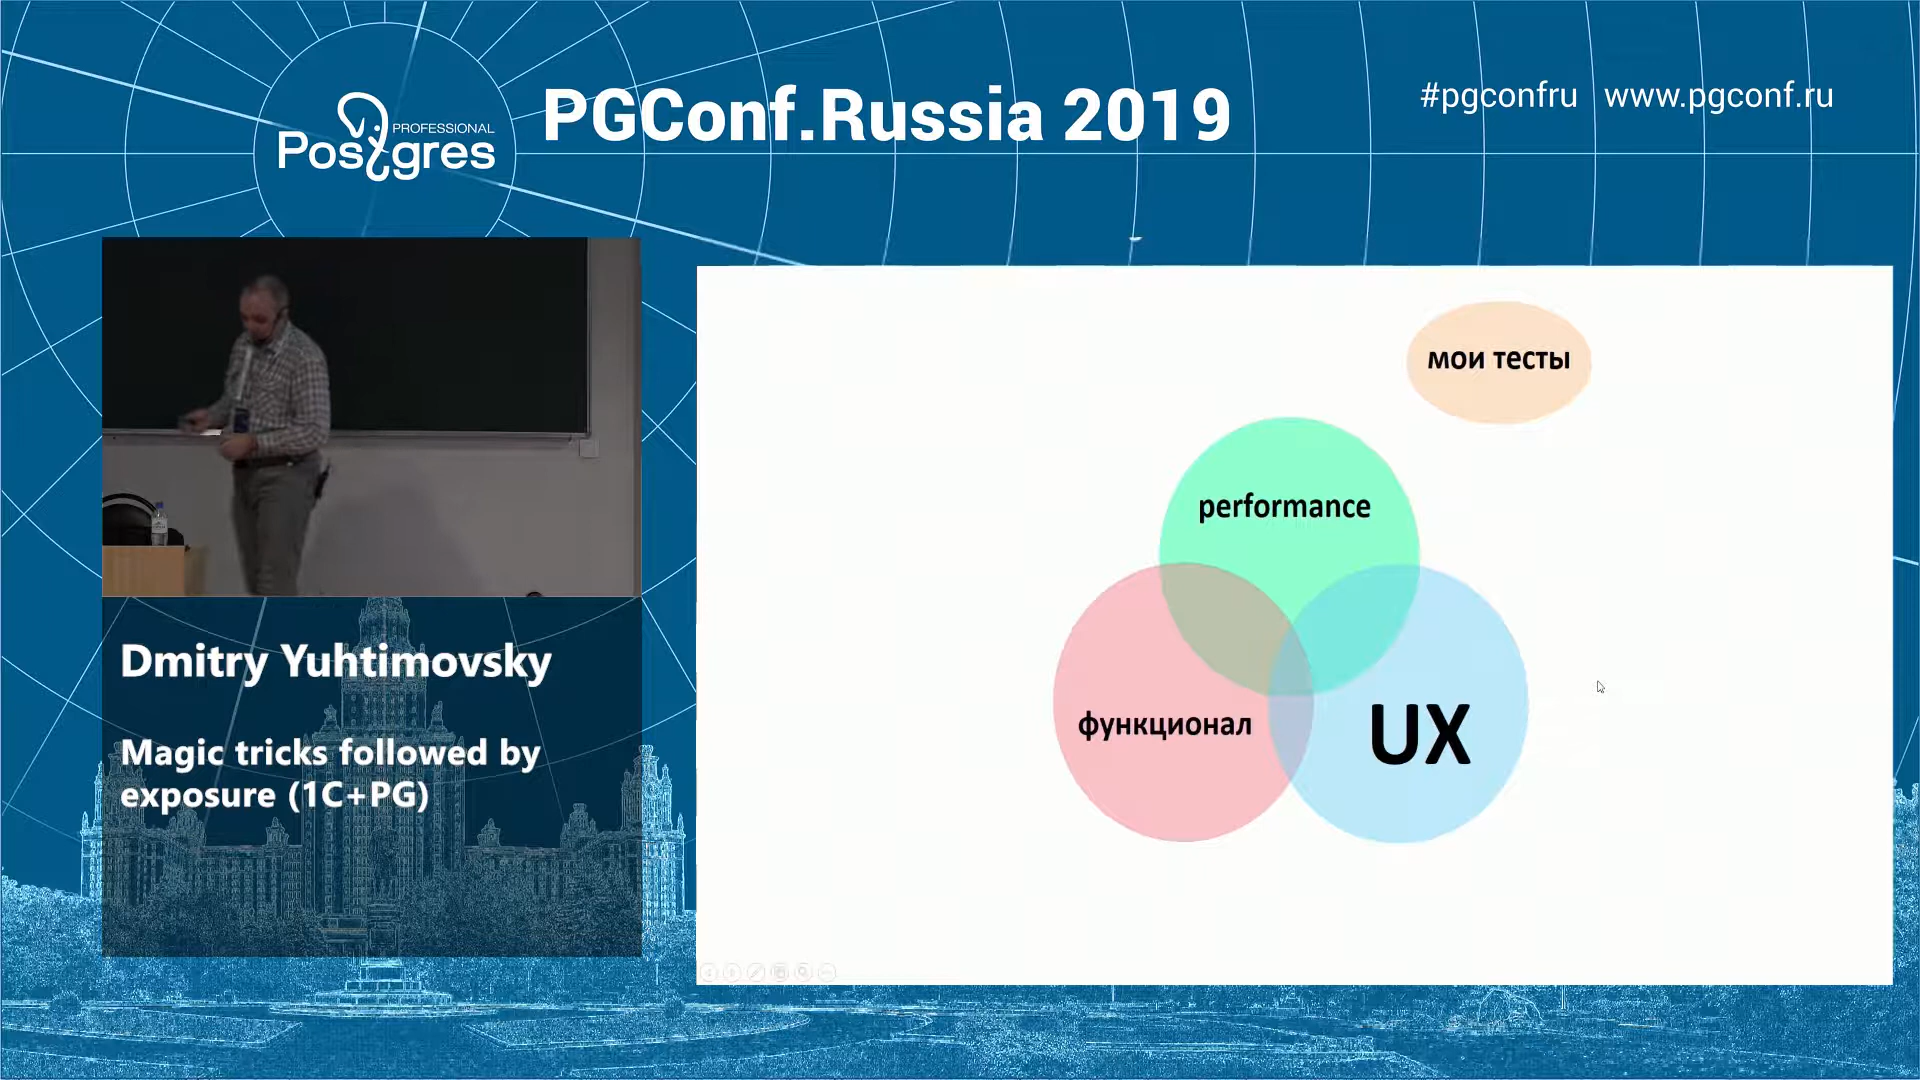 PROFESSIONAL
Postgres
PGConf.Russia 2019
#pgconfru www.pgconf.ru
мои тесты
performance
функционал
UX
Dmitry Yuhtimovsky
Magic tricks followed by
exposure (1C+PG)